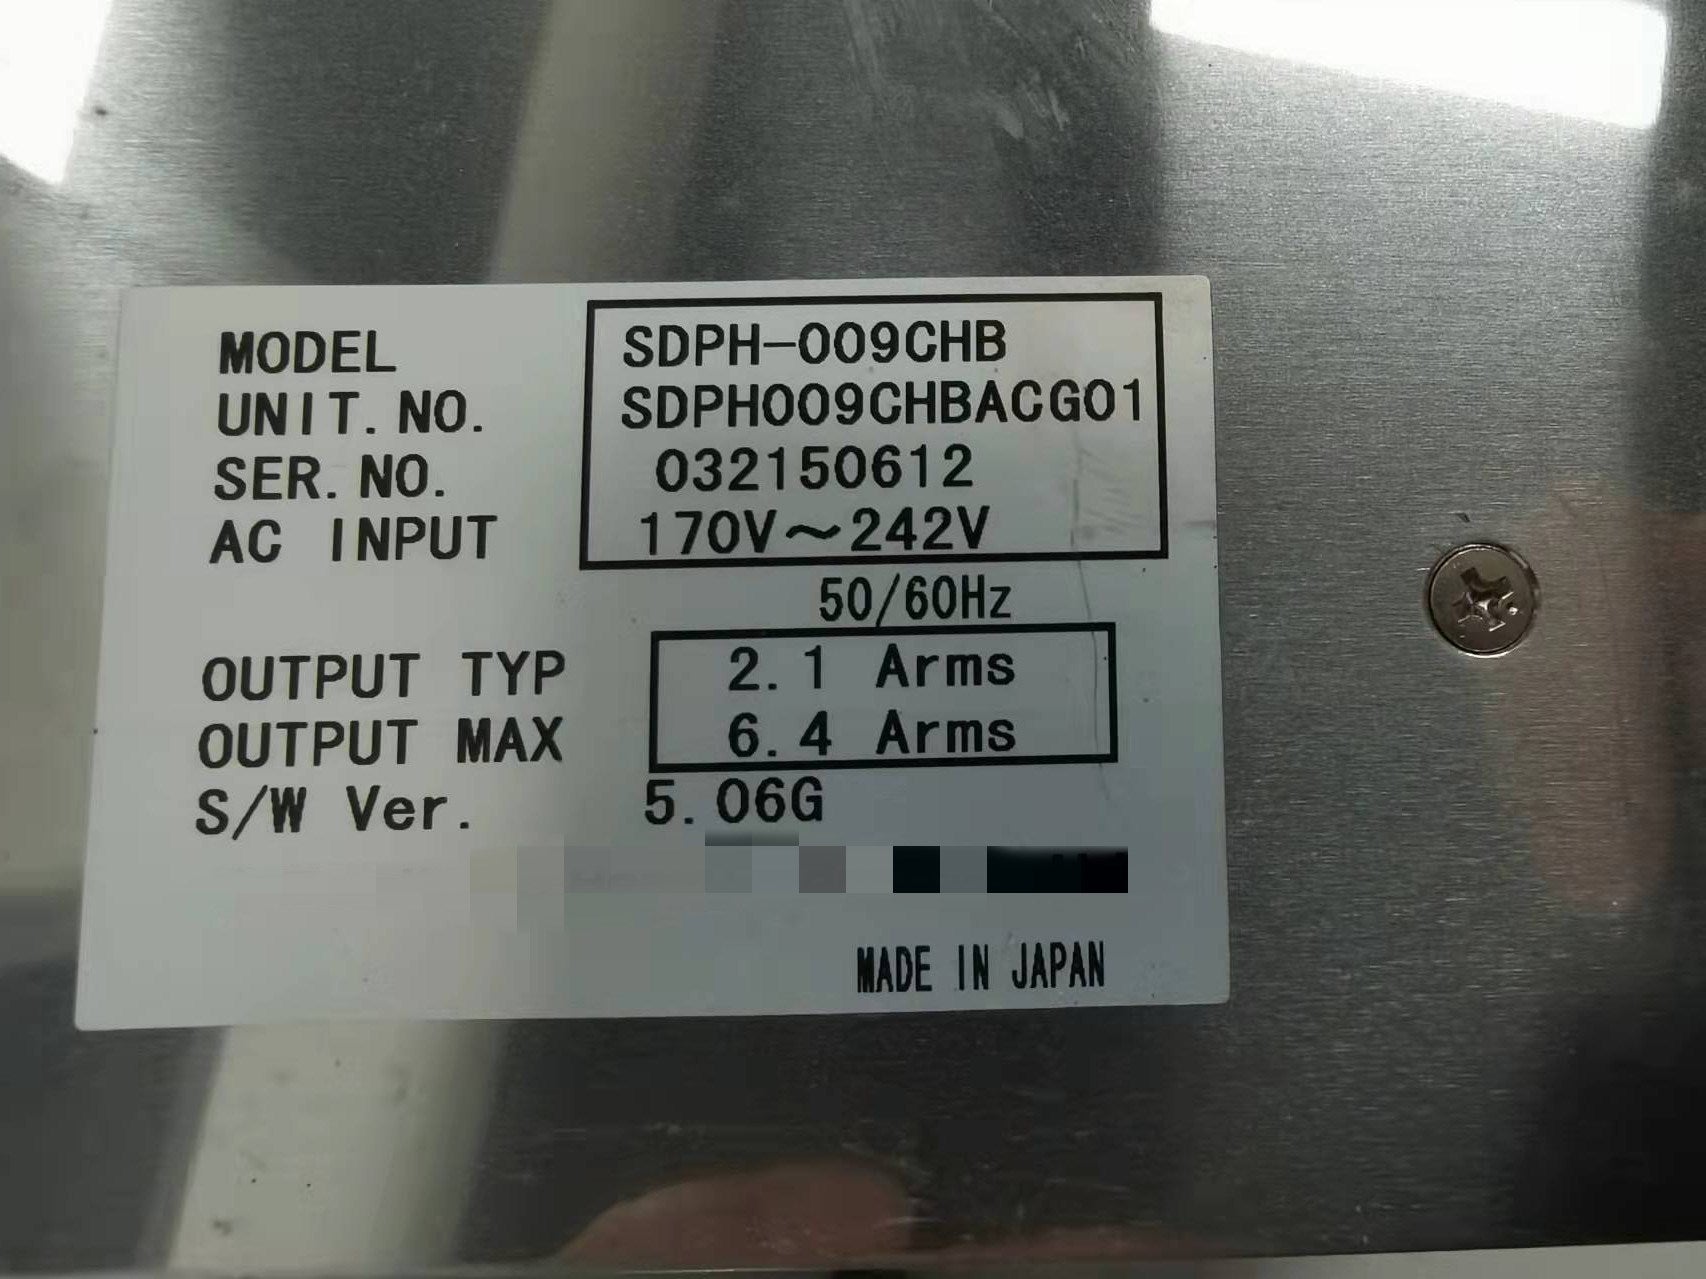 MODEL SDPH-009CHB
UNIT. NO. SDPH009CHBACG01
SER. NO. 032150612
AC INPUT 170V～242V
50/60Hz
OUTPUT TYP 2.1 Arms
OUTPUT MAX 6.4 Arms
S/W Ver. 5.06G
MADE IN JAPAN